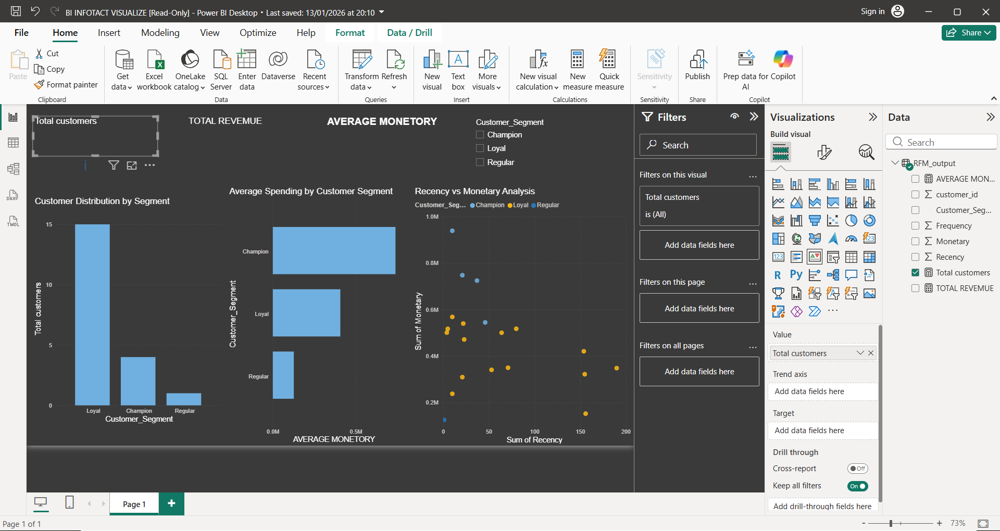 BI INFOTACT VISUALIZE [Read-Only] - Power BI Desktop • Last saved: 13/01/2026 at 20:10
Sign in
File
Home
Insert
Modeling
View
Optimize
Help
Format
Data / Drill
Share
Paste
Cut
Copy
Format painter
Clipboard
Get data
Excel workbook
OneLake catalog
SQL Server
Enter data
Dataverse
Recent sources
Data
Transform data
Refresh
Queries
New visual
Text box
More visuals
Insert
New visual calculation
New measure
Quick measure
Calculations
Sensitivity
Sensitivity
Publish
Share
Prep data for AI
Copilot
Copilot
DAX
TMDL
Total customers
TOTAL REVEMUE
AVERAGE MONETORY
Customer_Segment
Champion
Loyal
Regular
Customer Distribution by Segment
Total customers
15
10
5
0
Loyal
Champion
Regular
Customer_Segment
Average Spending by Customer Segment
Customer_Segment
Champion
Loyal
Regular
0.0M
0.5M
AVERAGE MONETORY
Recency vs Monetary Analysis
Customer_Seg...
Champion
Loyal
Regular
Sum of Monetary
1.0M
0.8M
0.6M
0.4M
0.2M
0
50
100
150
200
Sum of Recency
Filters
Search
Filters on this visual
...
Total customers
is (All)
Add data fields here
Filters on this page
...
Add data fields here
Filters on all pages
...
Add data fields here
Visualizations
Build visual
123
123
R
Py
...
Value
Total customers
Trend axis
Add data fields here
Target
Add data fields here
Drill through
Cross-report
Off
Keep all filters
On
Add drill-through fields here
Data
Search
RFM_output
AVERAGE MON...
customer_id
Customer_Seg...
Frequency
Monetary
Recency
Total customers
TOTAL REVEMUE
Page 1
Page 1 of 1
- + 73%